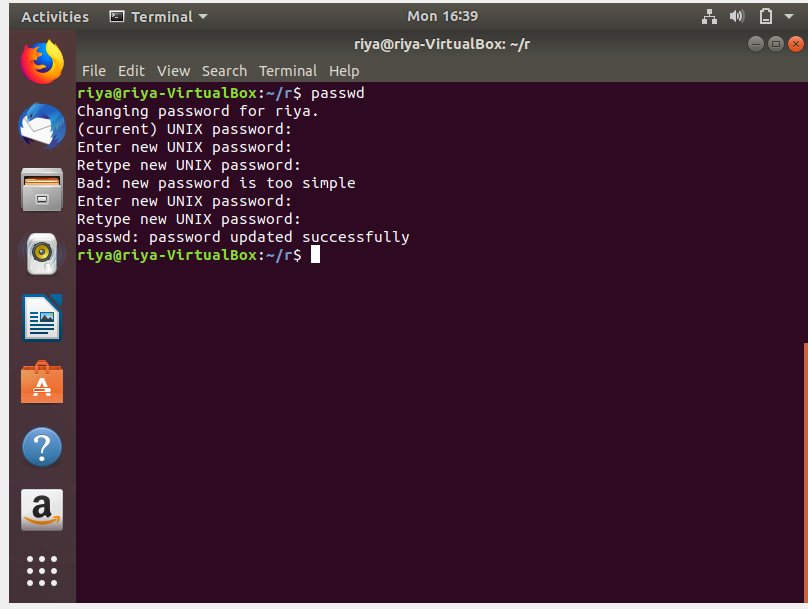 Activities Terminal Mon 16:39
riya@riya-VirtualBox: ~/r
File Edit View Search Terminal Help
riya@riya-VirtualBox:~/r$ passwd
Changing password for riya.
(current) UNIX password:
Enter new UNIX password:
Retype new UNIX password:
Bad: new password is too simple
Enter new UNIX password:
Retype new UNIX password:
passwd: password updated successfully
riya@riya-VirtualBox:~/r$